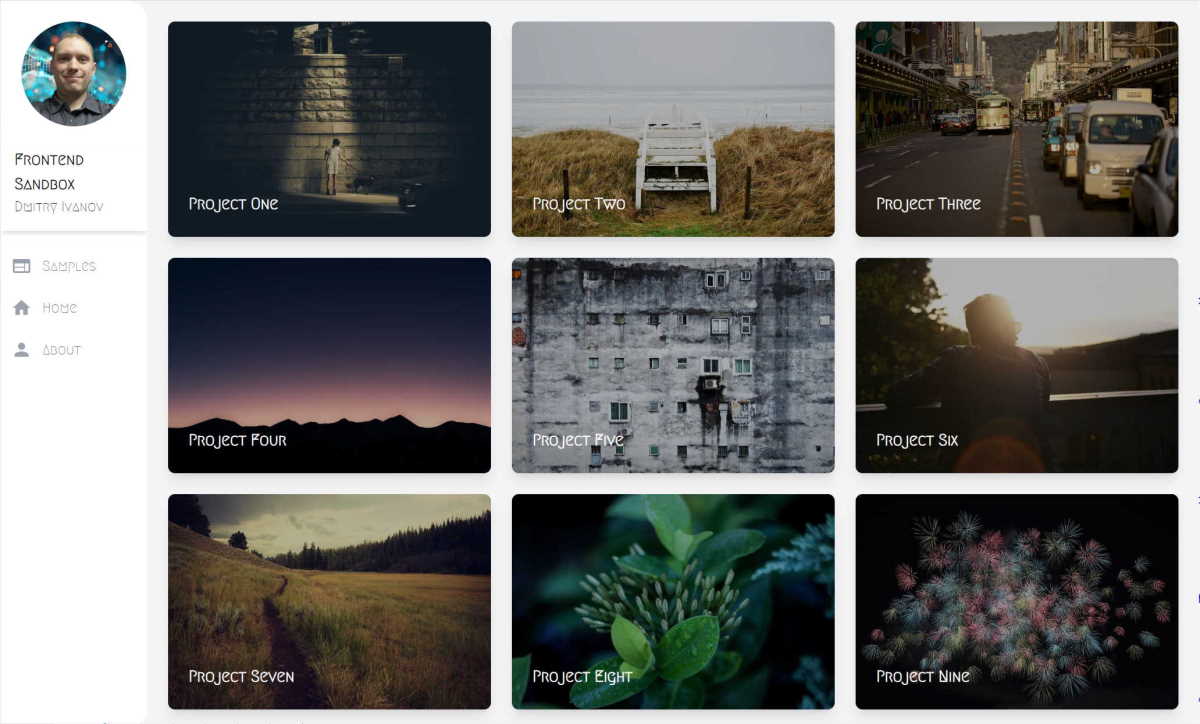 Frontend
Sandbox
Dmitry Ivanov
Samples
Home
About
Project One
Project Two
Project Three
Project Four
Project Five
Project Six
Project Seven
Project Eight
Project Nine